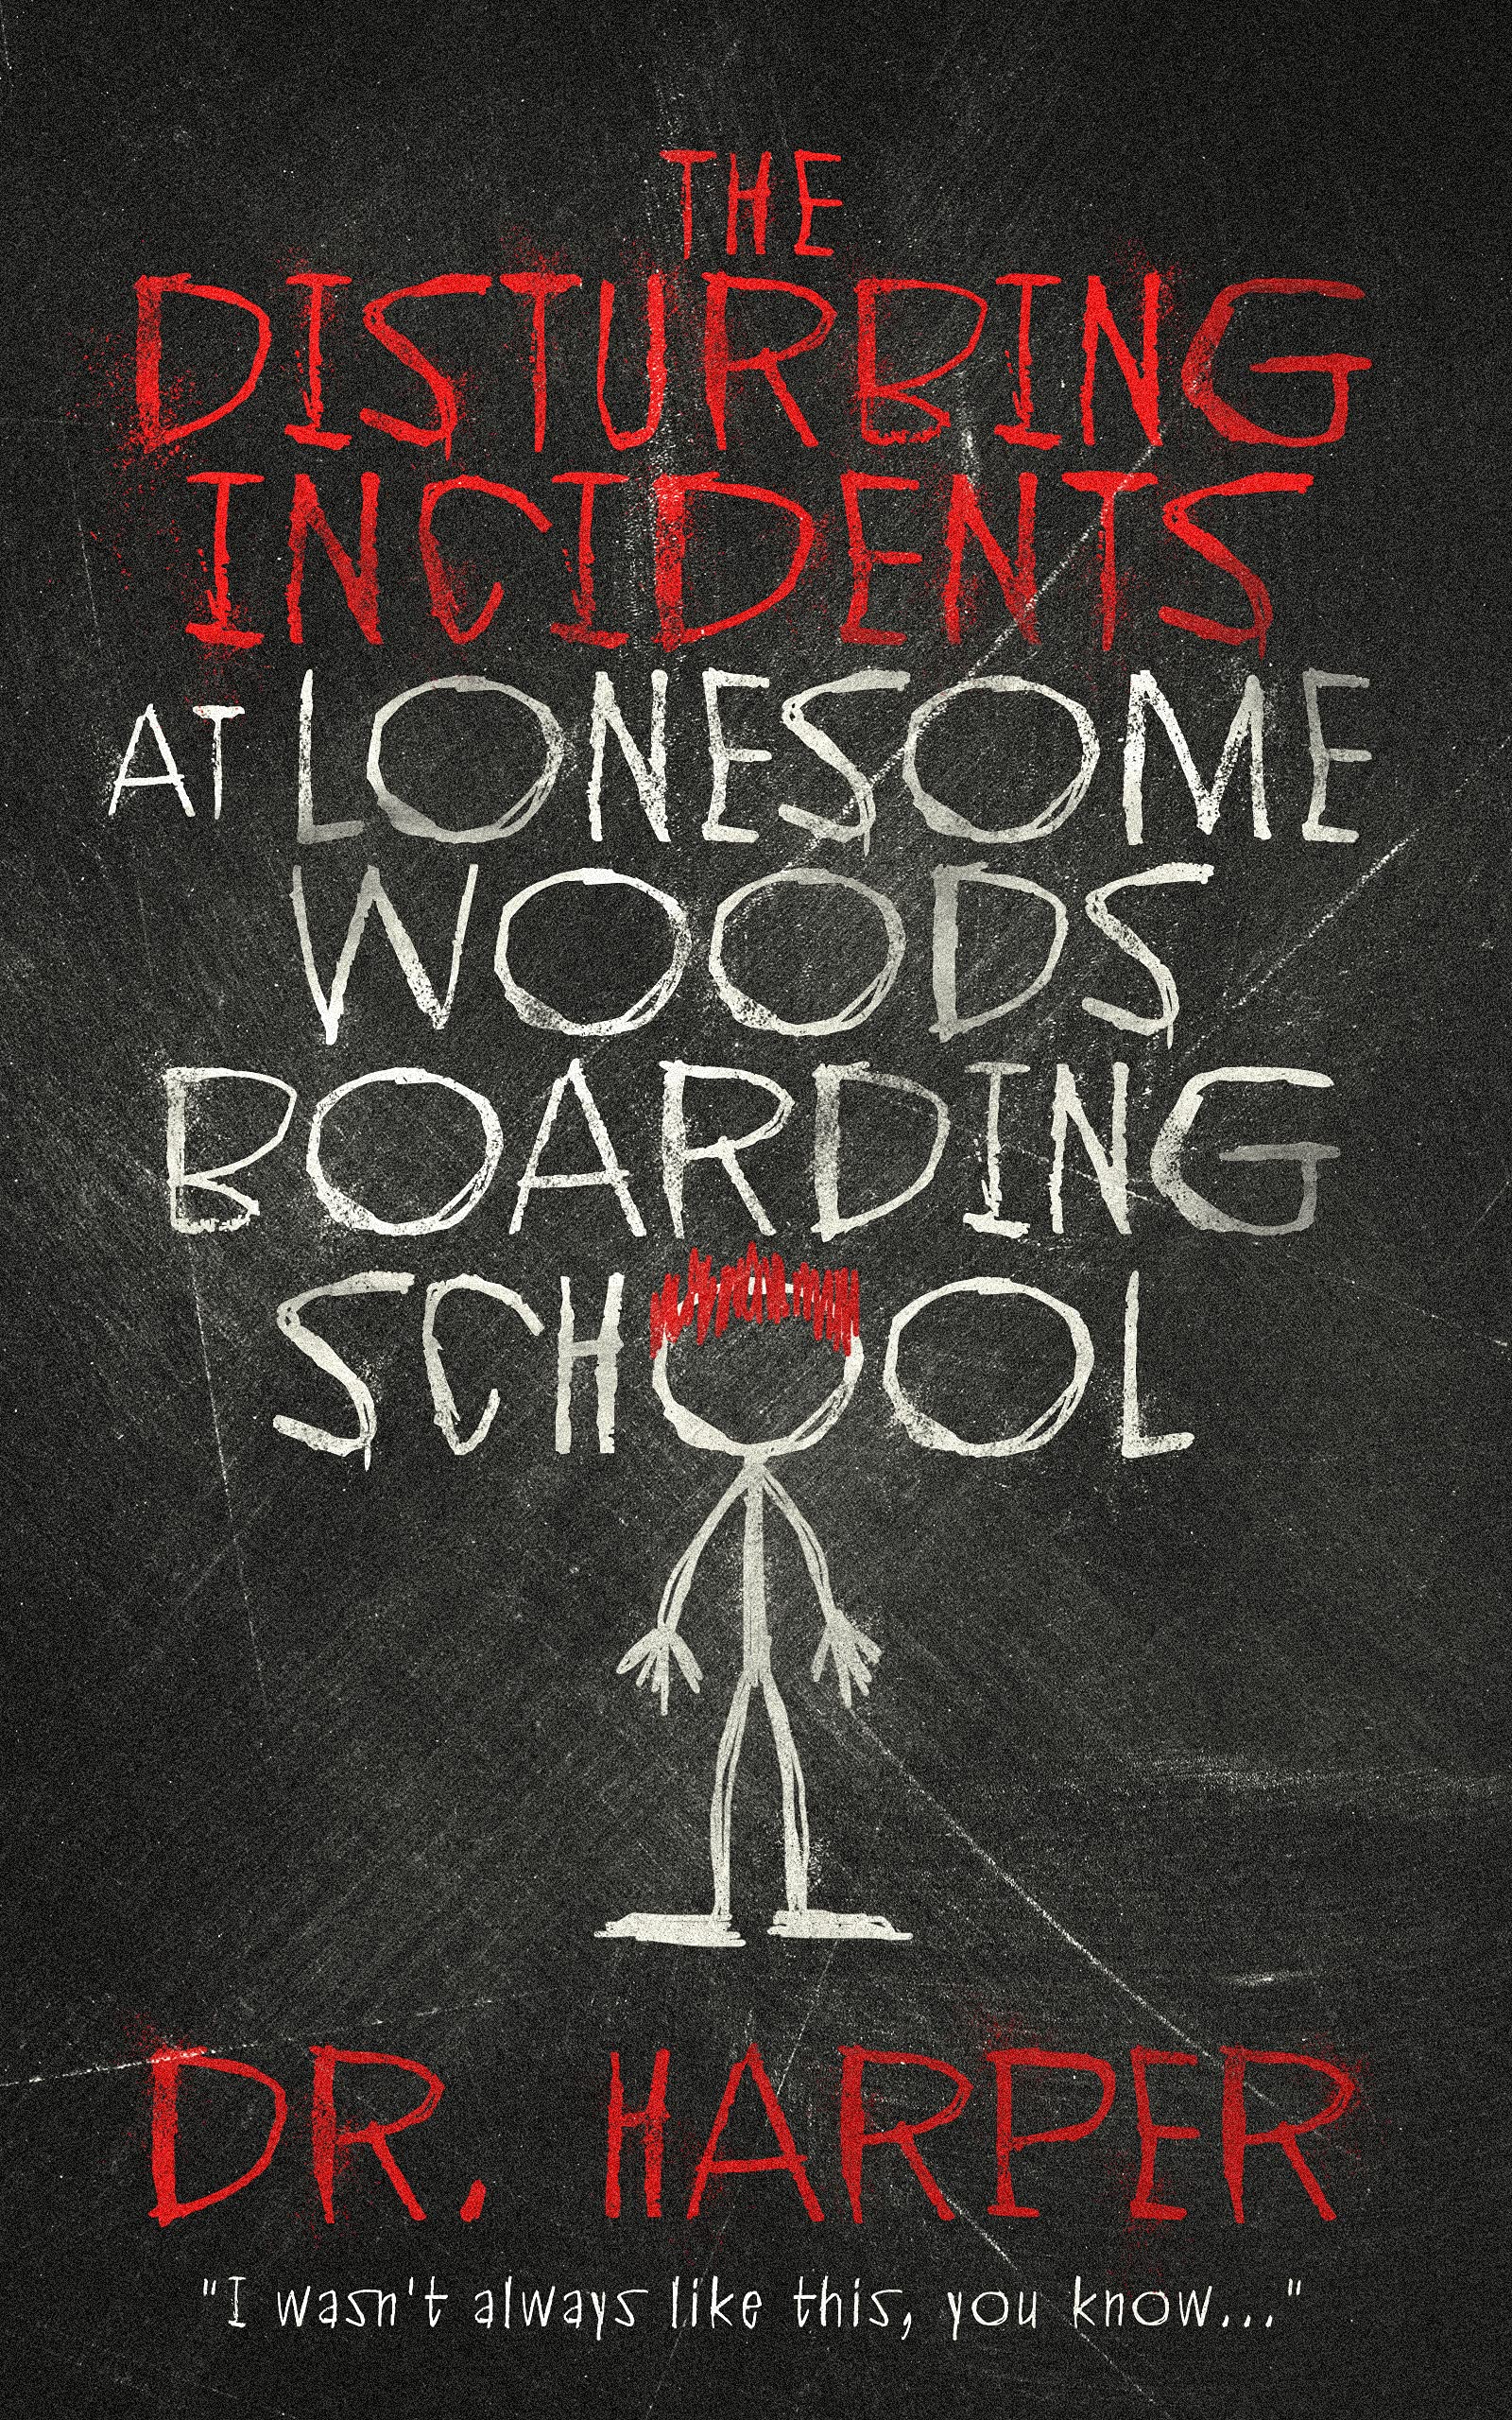 THE
DISTURBING
INCIDENTS
AT LONESOME
WOODS
BOARDING
SCHOOL
DR. HARPER
"I wasn't always like this, you know..."